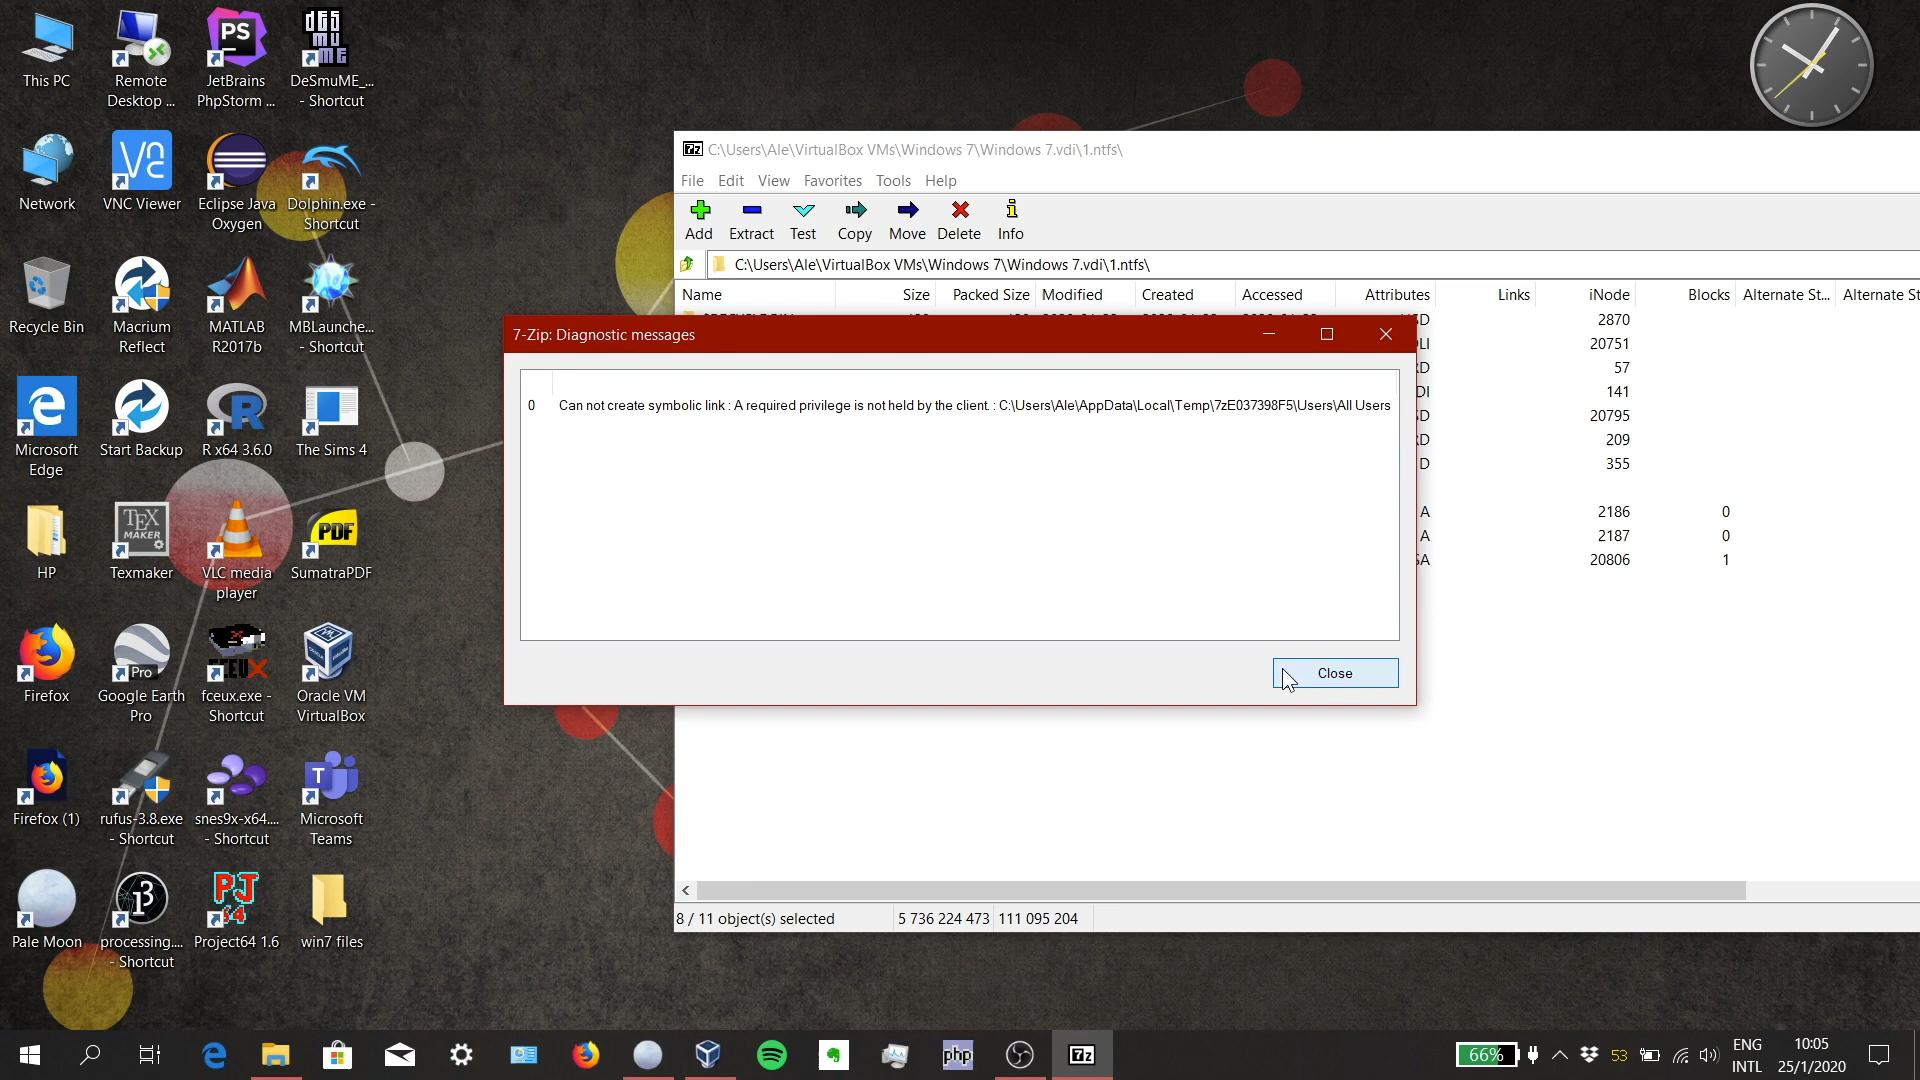 This PC
Remote
Desktop ...
JetBrains
PhpStorm ...
DeSmuME_...
- Shortcut
Network
VNC Viewer
Eclipse Java
Oxygen
Dolphin.exe -
Shortcut
Recycle Bin
Macrium
Reflect
MATLAB
R2017b
MBLaunche...
- Shortcut
Microsoft
Edge
Start Backup
R x64 3.6.0
The Sims 4
HP
Texmaker
VLC media
player
SumatraPDF
Firefox
Google Earth
Pro
fceux.exe -
Shortcut
Oracle VM
VirtualBox
Firefox (1)
rufus-3.8.exe
- Shortcut
snes9x-x64....
- Shortcut
Microsoft
Teams
Pale Moon
processing....
- Shortcut
Project64 1.6
win7 files
C:\Users\Ale\VirtualBox VMs\Windows 7\Windows 7.vdi\1.ntfs\
File Edit View Favorites Tools Help
Add Extract Test Copy Move Delete Info
C:\Users\Ale\VirtualBox VMs\Windows 7\Windows 7.vdi\1.ntfs\
Name Size Packed Size Modified Created Accessed Attributes Links iNode Blocks Alternate St... Alternate St
2870
20751
57
141
20795
209
D 355
A 2186 0
A 2187 0
SA 20806 1
7-Zip: Diagnostic messages
0 Can not create symbolic link : A required privilege is not held by the client. : C:\Users\Ale\AppData\Local\Temp\7zE037398F5\Users\All Users
Close
8 / 11 object(s) selected 5 736 224 473 111 095 204
66%
53
ENG
INTL
10:05
25/1/2020